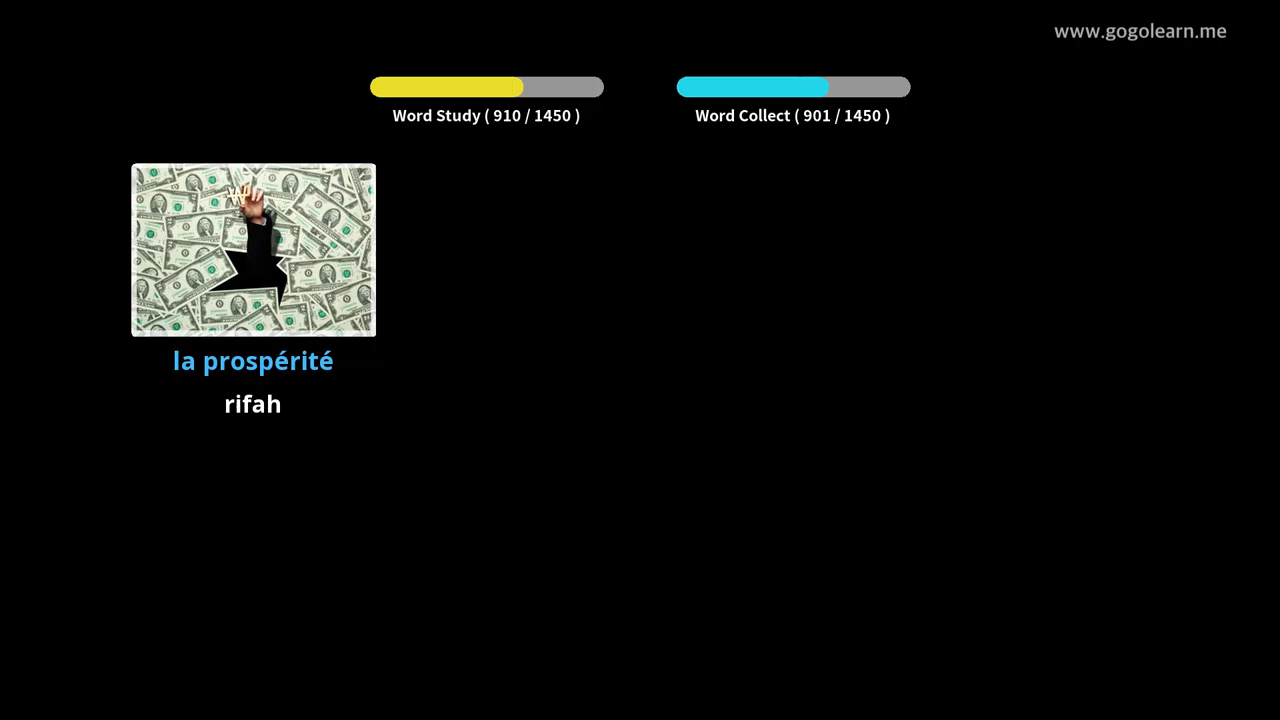 www.gogolearn.me
Word Study ( 910 / 1450 )
Word Collect ( 901 / 1450 )
la prospérité
rifah